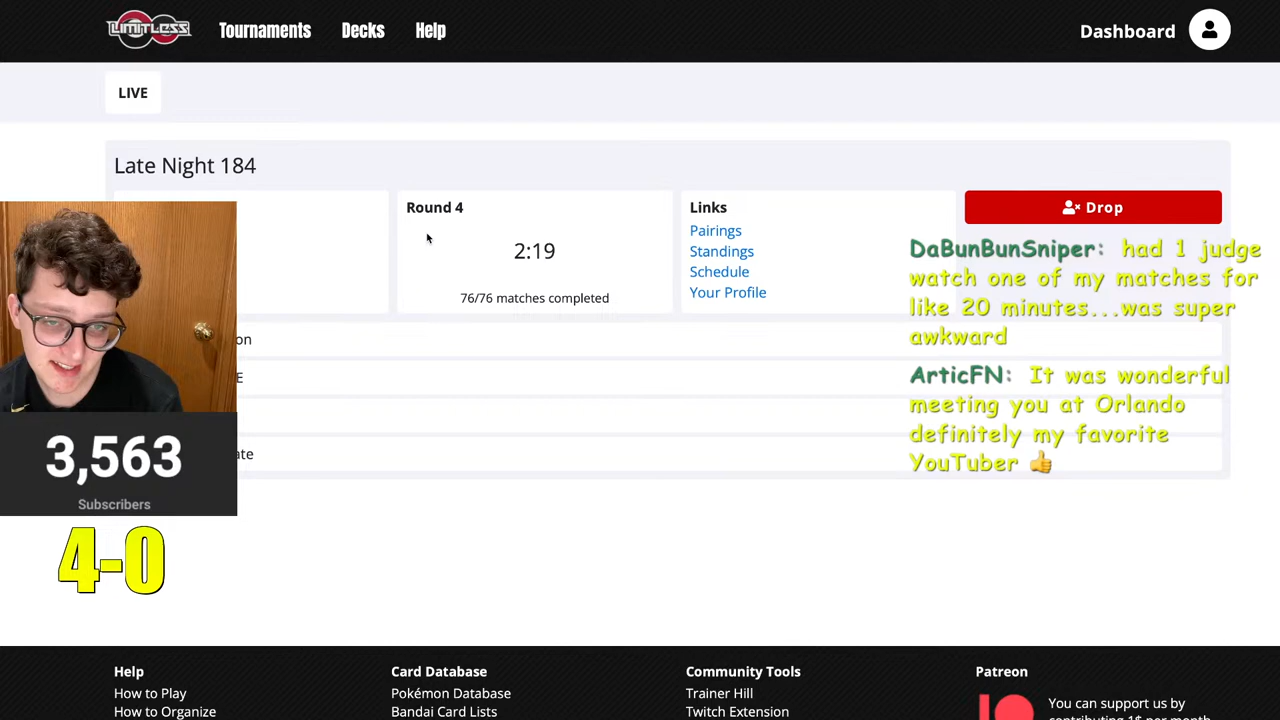 LIMITLESS
Tournaments
Decks
Help
Dashboard
LIVE
Late Night 184
Round 4
2:19
76/76 matches completed
Links
Pairings
Standings
Schedule
Your Profile
Drop
DaBunBunSniper: had 1 judge
watch one of my matches for
like 20 minutes...was super
awkward
ArticFN: It was wonderful
meeting you at Orlando
definitely my favorite
YouTuber 👍
on
E
ate
3,563
Subscribers
4-0
Help
How to Play
How to Organize
Card Database
Pokémon Database
Bandai Card Lists
Community Tools
Trainer Hill
Twitch Extension
Patreon
You can support us by
contributing 1$ per month